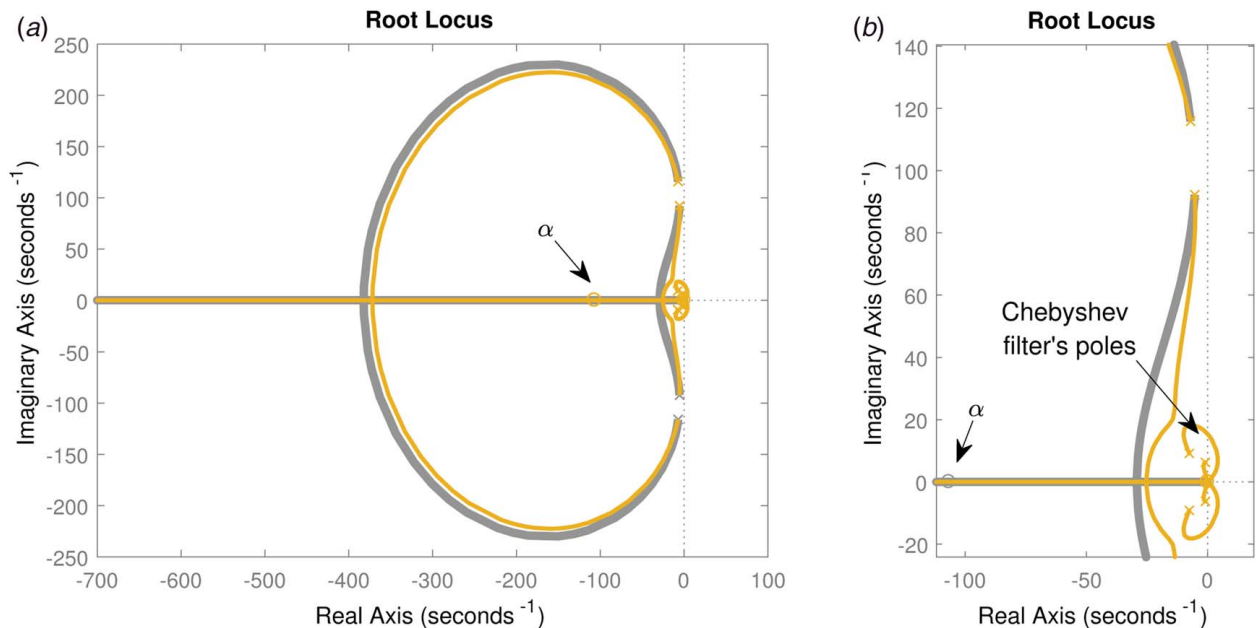 (a)
Root Locus
250
200
150
100
50
0
-50
-100
-150
-200
-250
-700
-600
-500
-400
-300
-200
-100
0
100
Imaginary Axis (seconds -1)
Real Axis (seconds -1)
α
(b)
Root Locus
140
120
100
80
60
40
20
0
-20
-100
-50
0
Imaginary Axis (seconds -1)
Real Axis (seconds -1)
Chebyshev
filter's poles
α